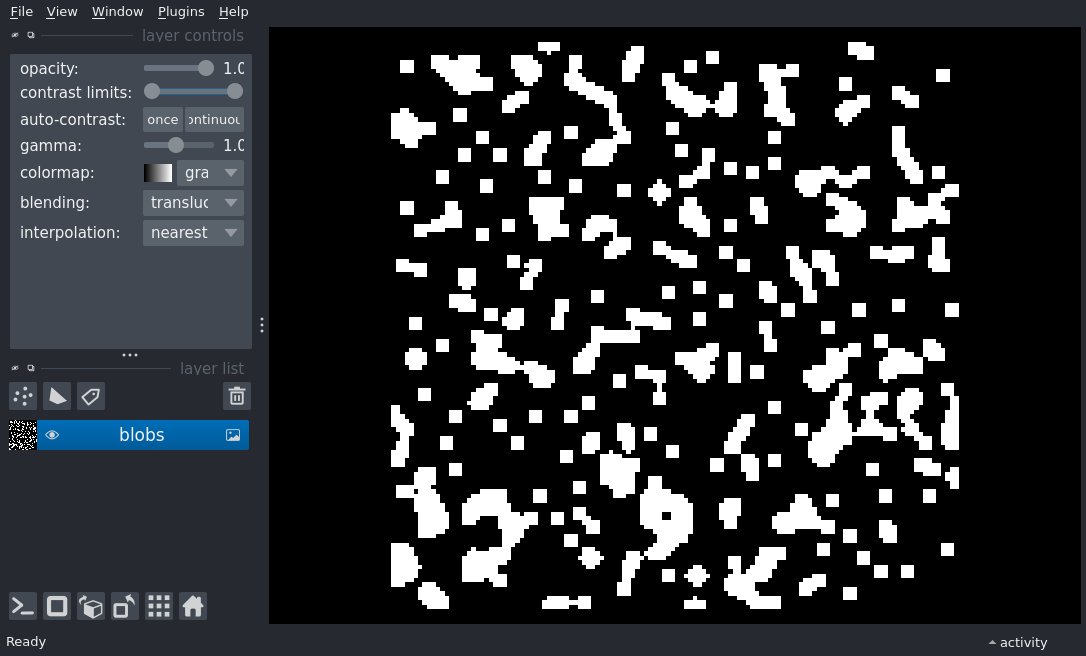 File View Window Plugins Help
layer controls
opacity: 1.0
contrast limits:
auto-contrast: once ontinuou
gamma: 1.0
colormap: gra
blending: transluc
interpolation: nearest
layer list
blobs
Ready
activity